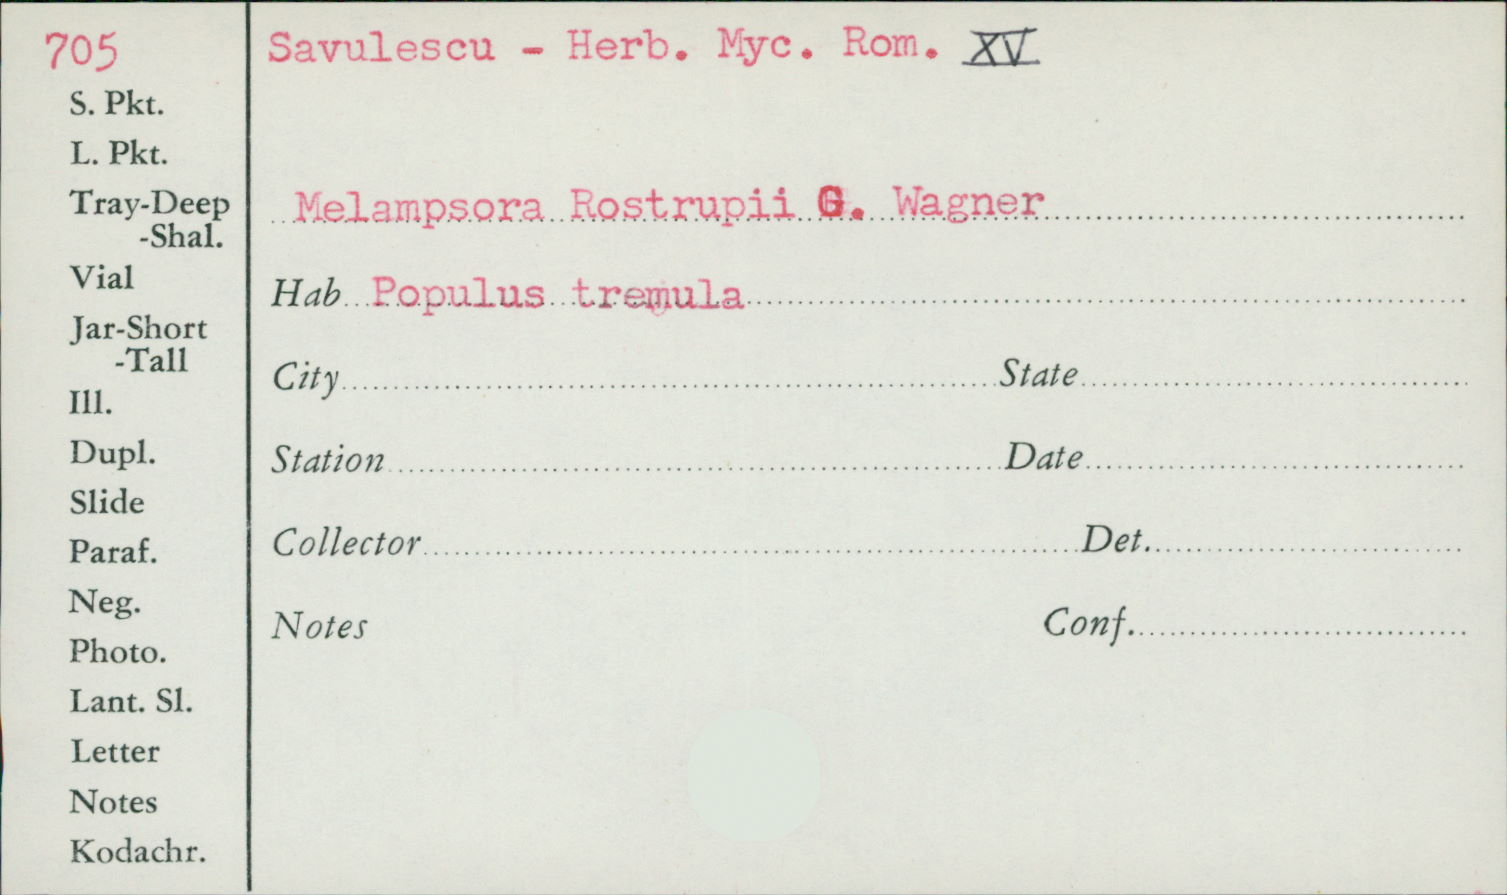 705
Savulescu - Herb. Myc. Rom. XV
S. Pkt.
L. Pkt.
Tray-Deep
-Shal.
Vial
Jar-Short
-Tall
Ill.
Dupl.
Slide
Paraf.
Neg.
Photo.
Lant. Sl.
Letter
Notes
Kodachr.
Melampsora Rostrupii G. Wagner
Hab Populus tremula
City State
Station Date
Collector Det.
Notes Conf.